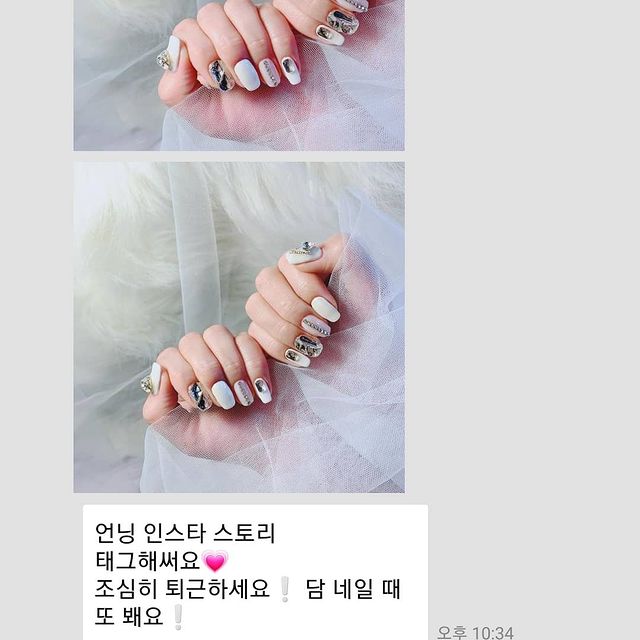 언닝 인스타 스토리
태그해써요💗
조심히 퇴근하세요❕ 담 네일 때
또 봬요❕
오후 10:34